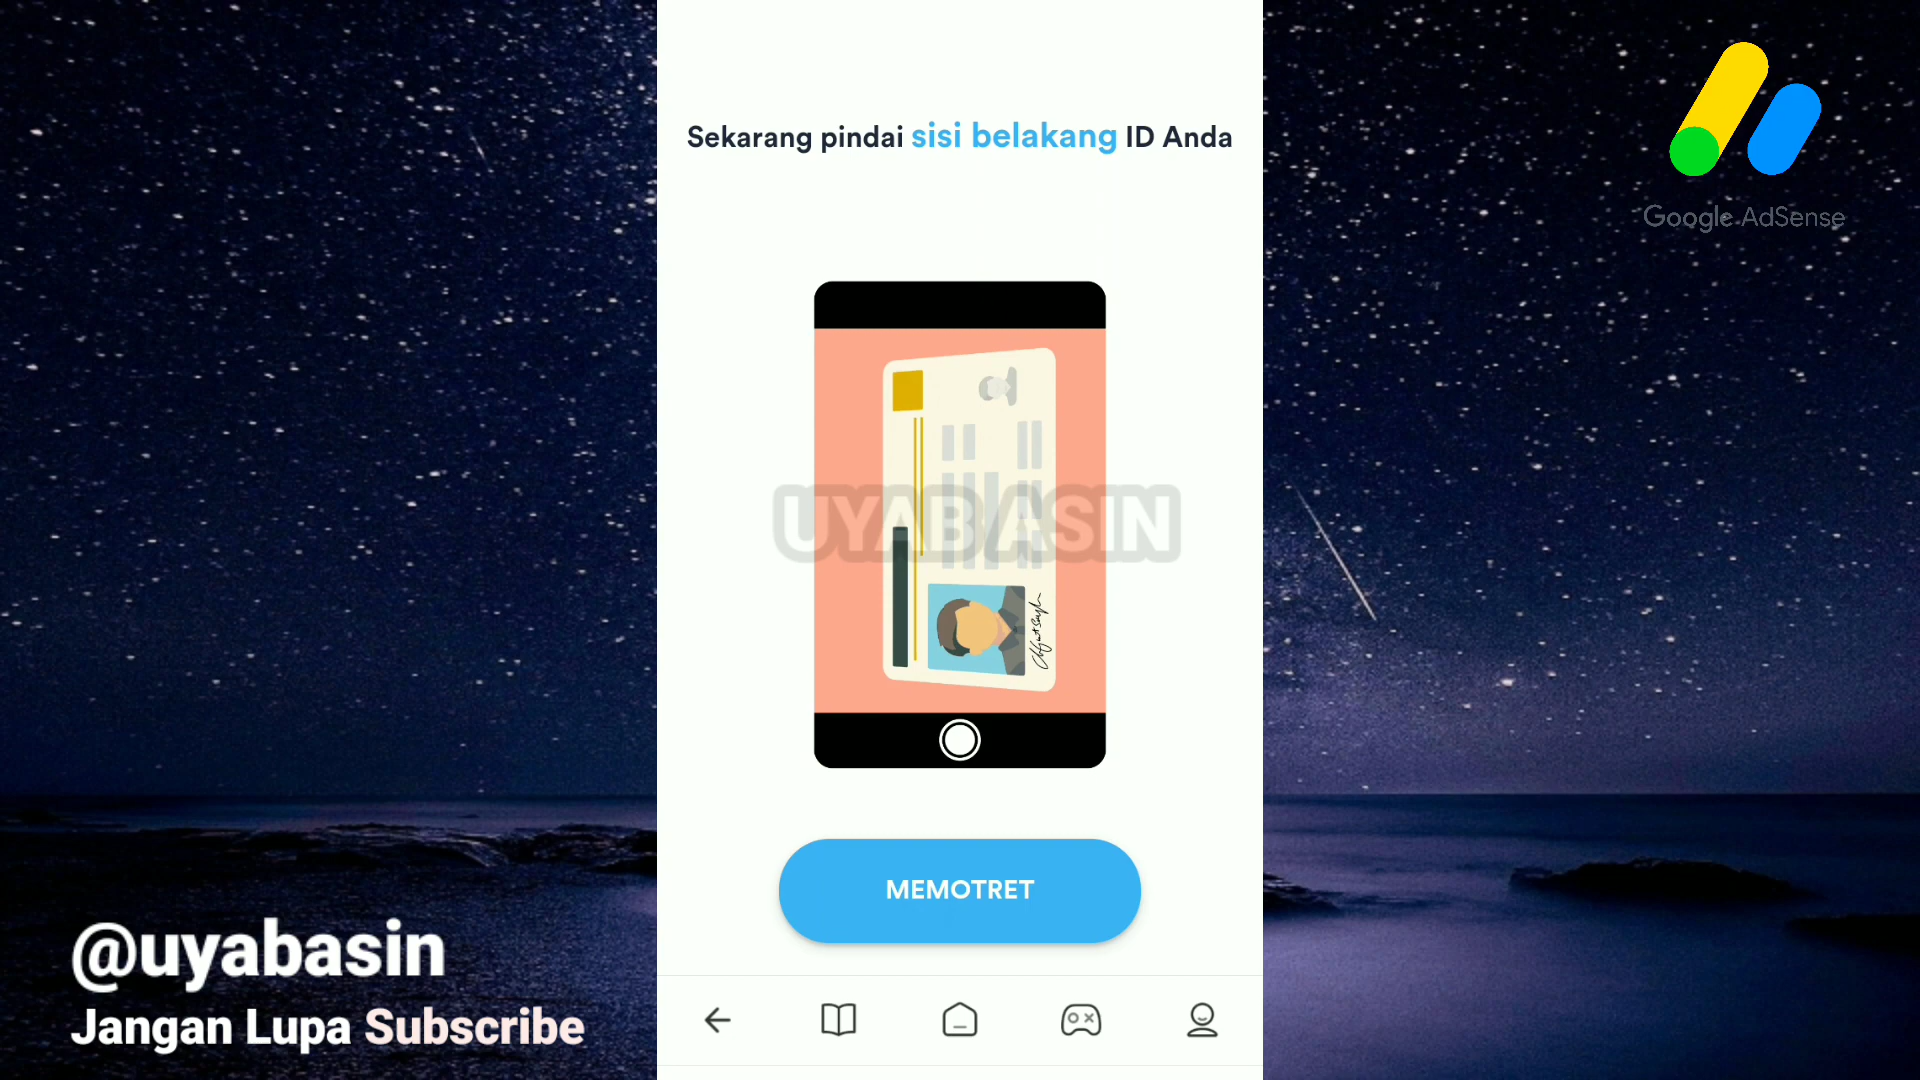 Sekarang pindai sisi belakang ID Anda
Google AdSense
UYABASIN
MEMOTRET
@uyabasin
Jangan Lupa Subscribe